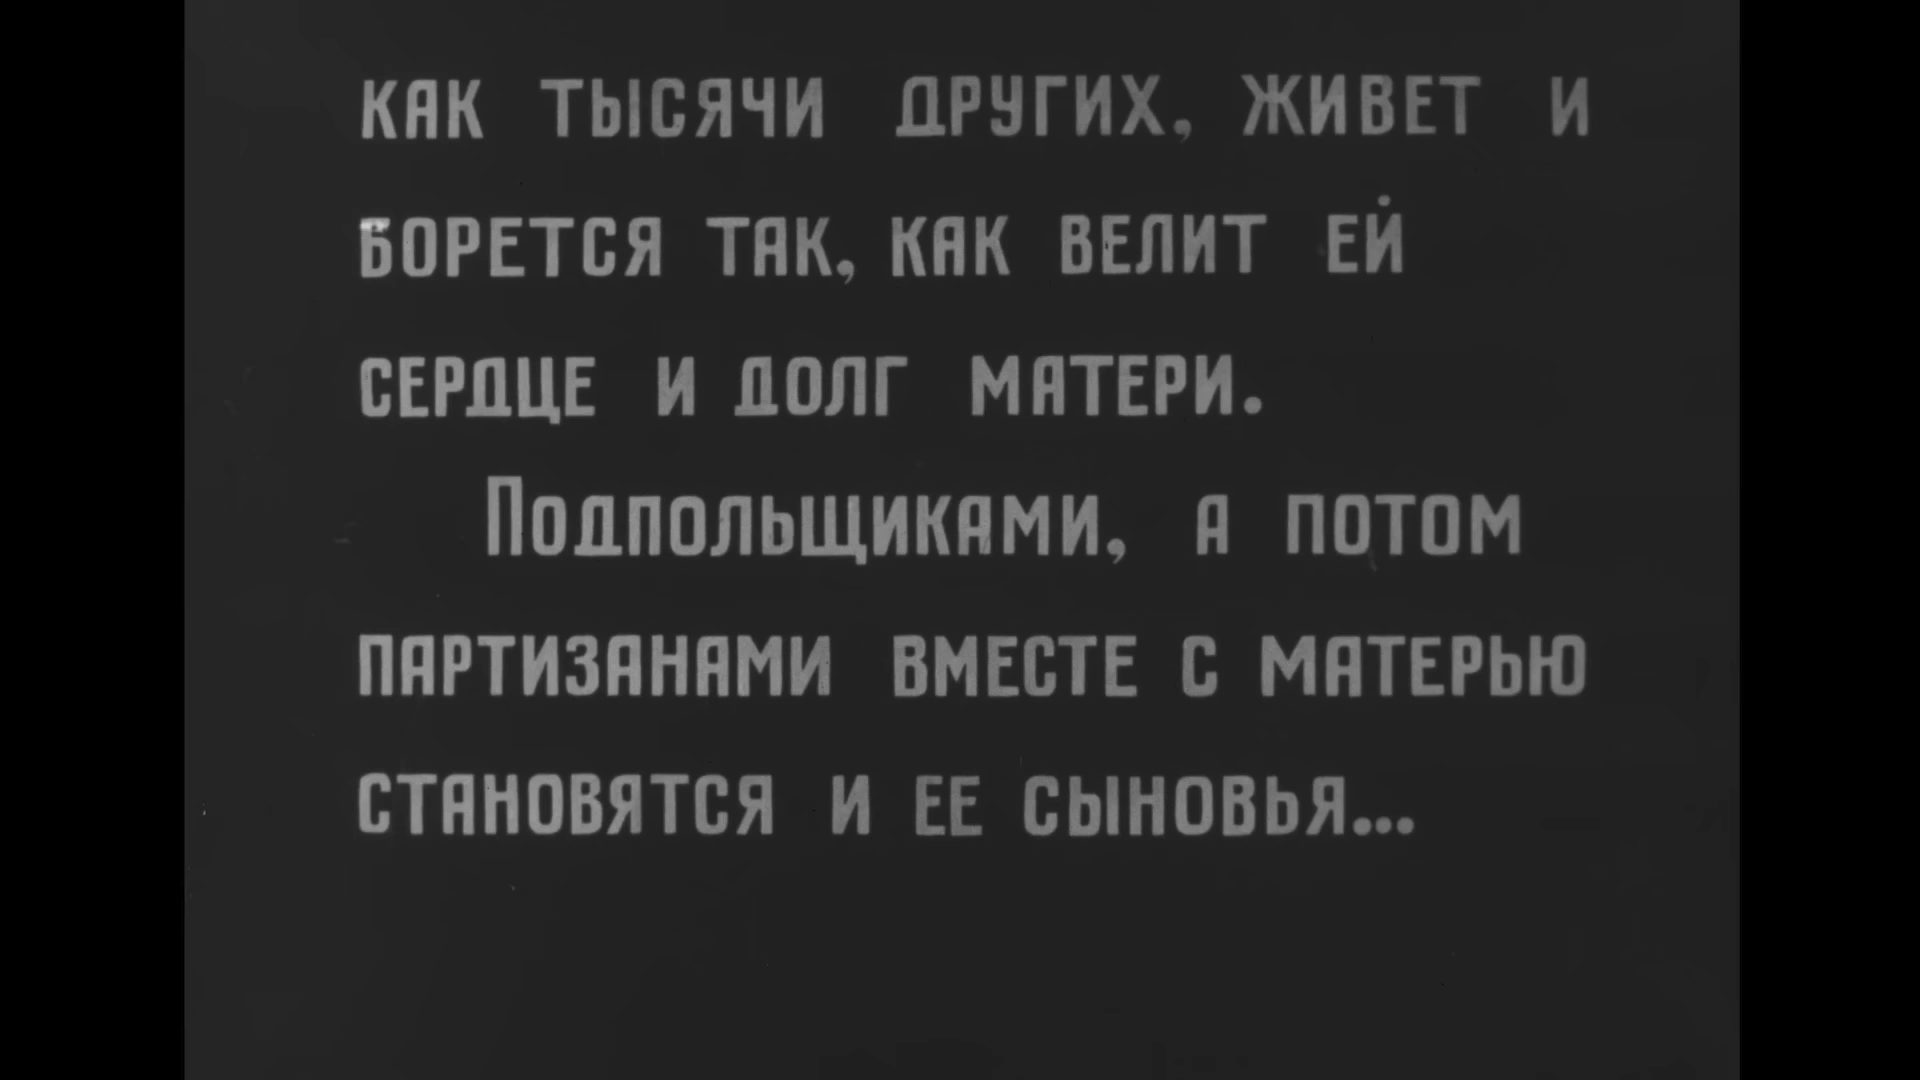 КАК ТЫСЯЧИ ДРУГИХ, ЖИВЕТ И
БОРЕТСЯ ТАК, КАК ВЕЛИТ ЕЙ
СЕРДЦЕ И ДОЛГ МАТЕРИ.
ПОДПОЛЬЩИКАМИ, А ПОТОМ
ПАРТИЗАНАМИ ВМЕСТЕ С МАТЕРЬЮ
СТАНОВЯТСЯ И ЕЕ СЫНОВЬЯ...